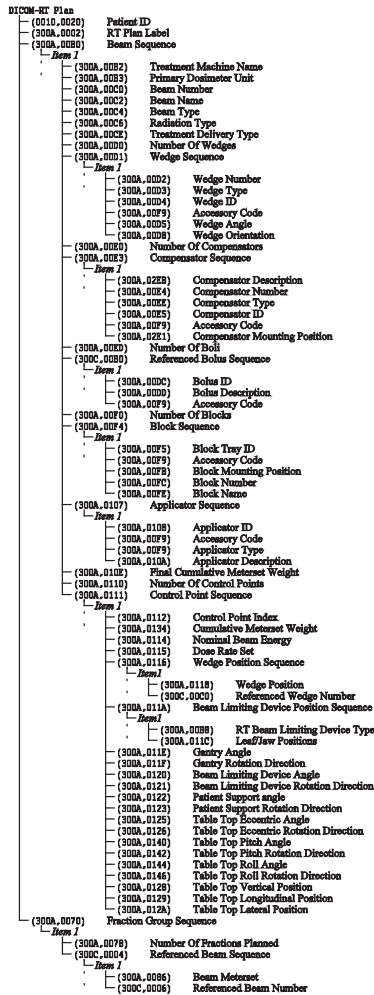 DICOM-RT Plan
(0010,0020) Patient ID
(300A,0002) RT Plan Label
(300A,00B0) Beam Sequence
Item 1
(300A,00B2) Treatment Machine Name
(300A,00B3) Primary Dosimeter Unit
(300A,00C0) Beam Number
(300A,00C2) Beam Name
(300A,00C4) Beam Type
(300A,00C6) Radiation Type
(300A,00CE) Treatment Delivery Type
(300A,00D0) Number Of Wedges
(300A,00D1) Wedge Sequence
Item 1
(300A,00D2) Wedge Number
(300A,00D3) Wedge Type
(300A,00D4) Wedge ID
(300A,00F9) Accessory Code
(300A,00D5) Wedge Angle
(300A,00D8) Wedge Orientation
(300A,00E0) Number Of Compensators
(300A,00E3) Compensator Sequence
Item 1
(300A,02EB) Compensator Description
(300A,00E4) Compensator Number
(300A,00EE) Compensator Type
(300A,00E5) Compensator ID
(300A,00F9) Accessory Code
(300A,02E1) Compensator Mounting Position
(300A,00ED) Number Of Boli
(300C,00B0) Referenced Bolus Sequence
Item 1
(300A,00DC) Bolus ID
(300A,00DD) Bolus Description
(300A,00F9) Accessory Code
(300A,00F0) Number Of Blocks
(300A,00F4) Block Sequence
Item 1
(300A,00F5) Block Tray ID
(300A,00F9) Accessory Code
(300A,00FB) Block Mounting Position
(300A,00FC) Block Number
(300A,00FE) Block Name
(300A,0107) Applicator Sequence
Item 1
(300A,0108) Applicator ID
(300A,00F9) Accessory Code
(300A,00F9) Applicator Type
(300A,010A) Applicator Description
(300A,010E) Final Cumulative Meterset Weight
(300A,0110) Number Of Control Points
(300A,0111) Control Point Sequence
Item 1
(300A,0112) Control Point Index
(300A,0134) Cumulative Meterset Weight
(300A,0114) Nominal Beam Energy
(300A,0115) Dose Rate Set
(300A,0116) Wedge Position Sequence
Item1
(300A,0118) Wedge Position
(300C,00C0) Referenced Wedge Number
(300A,011A) Beam Limiting Device Position Sequence
Item1
(300A,00B8) RT Beam Limiting Device Type
(300A,011C) Leaf/Jaw Positions
(300A,011E) Gantry Angle
(300A,011F) Gantry Rotation Direction
(300A,0120) Beam Limiting Device Angle
(300A,0121) Beam Limiting Device Rotation Direction
(300A,0122) Patient Support angle
(300A,0123) Patient Support Rotation Direction
(300A,0125) Table Top Eccentric Angle
(300A,0126) Table Top Eccentric Rotation Direction
(300A,0140) Table Top Pitch Angle
(300A,0142) Table Top Pitch Rotation Direction
(300A,0144) Table Top Roll Angle
(300A,0146) Table Top Roll Rotation Direction
(300A,0128) Table Top Vertical Position
(300A,0129) Table Top Longitudinal Position
(300A,012A) Table Top Lateral Position
(300A,0070) Fraction Group Sequence
Item 1
(300A,0078) Number Of Fractions Planned
(300C,0004) Referenced Beam Sequence
Item 1
(300A,0086) Beam Meterset
(300C,0006) Referenced Beam Number